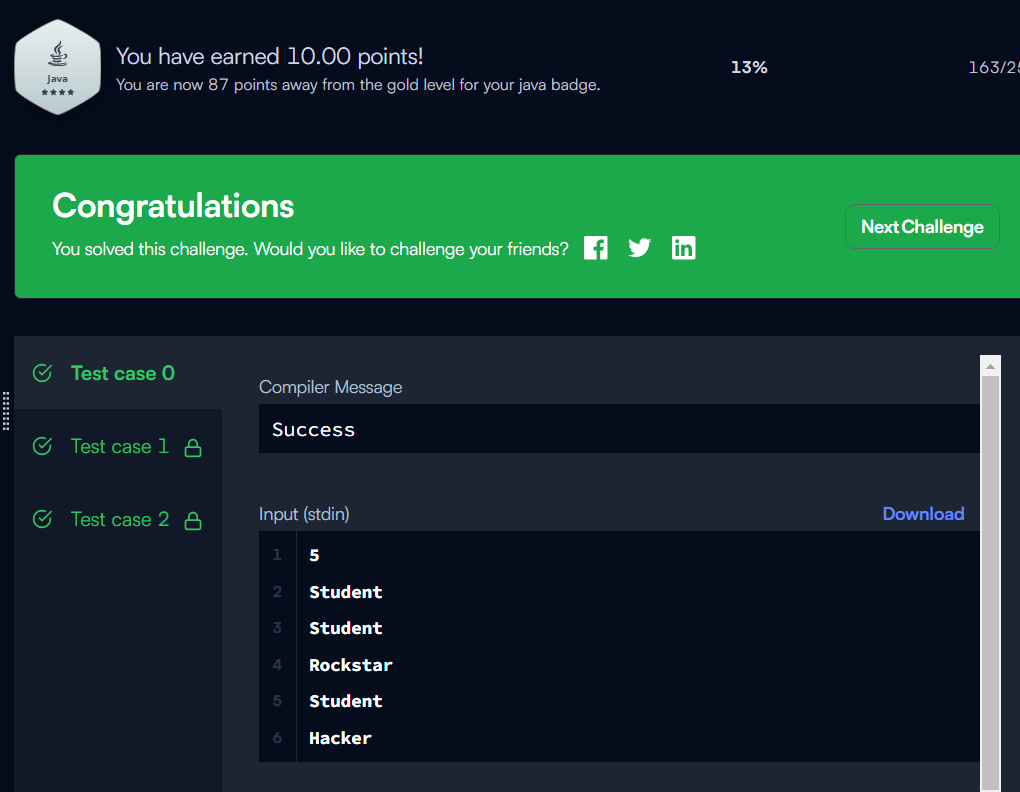 Java
You have earned 10.00 points!
You are now 87 points away from the gold level for your java badge.
13%
163/25
Congratulations
You solved this challenge. Would you like to challenge your friends?
Next Challenge
Test case 0
Test case 1
Test case 2
Compiler Message
Success
Input (stdin)
Download
1 5
2 Student
3 Student
4 Rockstar
5 Student
6 Hacker